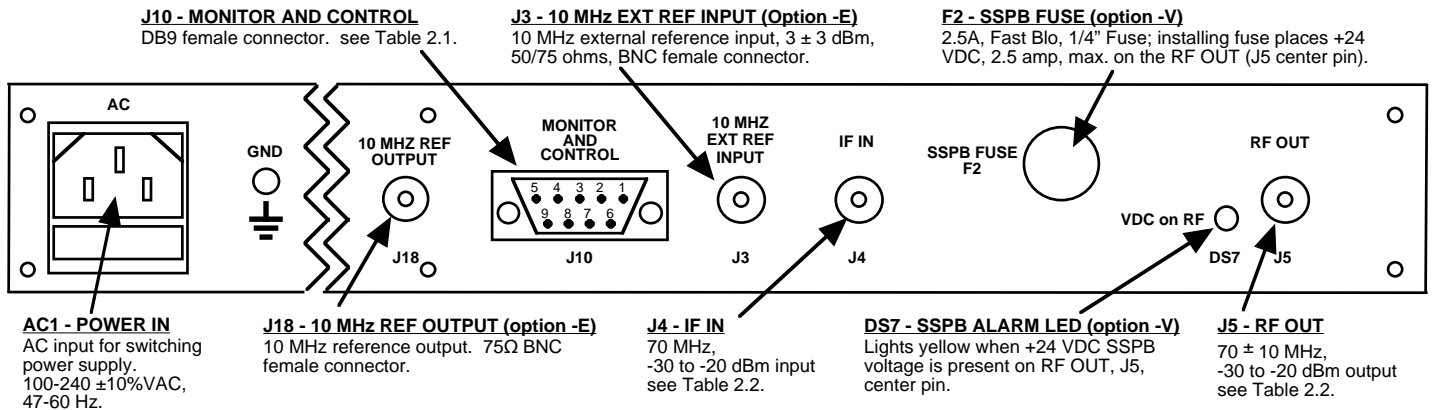 J10 - MONITOR AND CONTROL
DB9 female connector.  see Table 2.1.
J3 - 10 MHz EXT REF INPUT (Option -E)
10 MHz external reference input, 3 ± 3 dBm,
50/75 ohms, BNC female connector.
F2 - SSPB FUSE (option -V)
2.5A, Fast Blo, 1/4” Fuse; installing fuse places +24
VDC, 2.5 amp, max. on the RF OUT (J5 center pin).
AC
GND
10 MHZ REF
OUTPUT
J18
MONITOR
AND
CONTROL
5 4 3 2 1
9 8 7 6
J10
10 MHZ
EXT REF
INPUT
J3
IF IN
J4
SSPB FUSE
F2
VDC on RF
DS7
RF OUT
J5
AC1 - POWER IN
AC input for switching
power supply.
100-240 ±10%VAC,
47-60 Hz.
J18 - 10 MHz REF OUTPUT (option -E)
10 MHz reference output.  75Ω BNC
female connector.
J4 - IF IN
70 MHz,
-30 to -20 dBm input
see Table 2.2.
DS7 - SSPB ALARM LED (option -V)
Lights yellow when +24 VDC SSPB
voltage is present on RF OUT, J5,
center pin.
J5 - RF OUT
70 ± 10 MHz,
-30 to -20 dBm output
see Table 2.2.